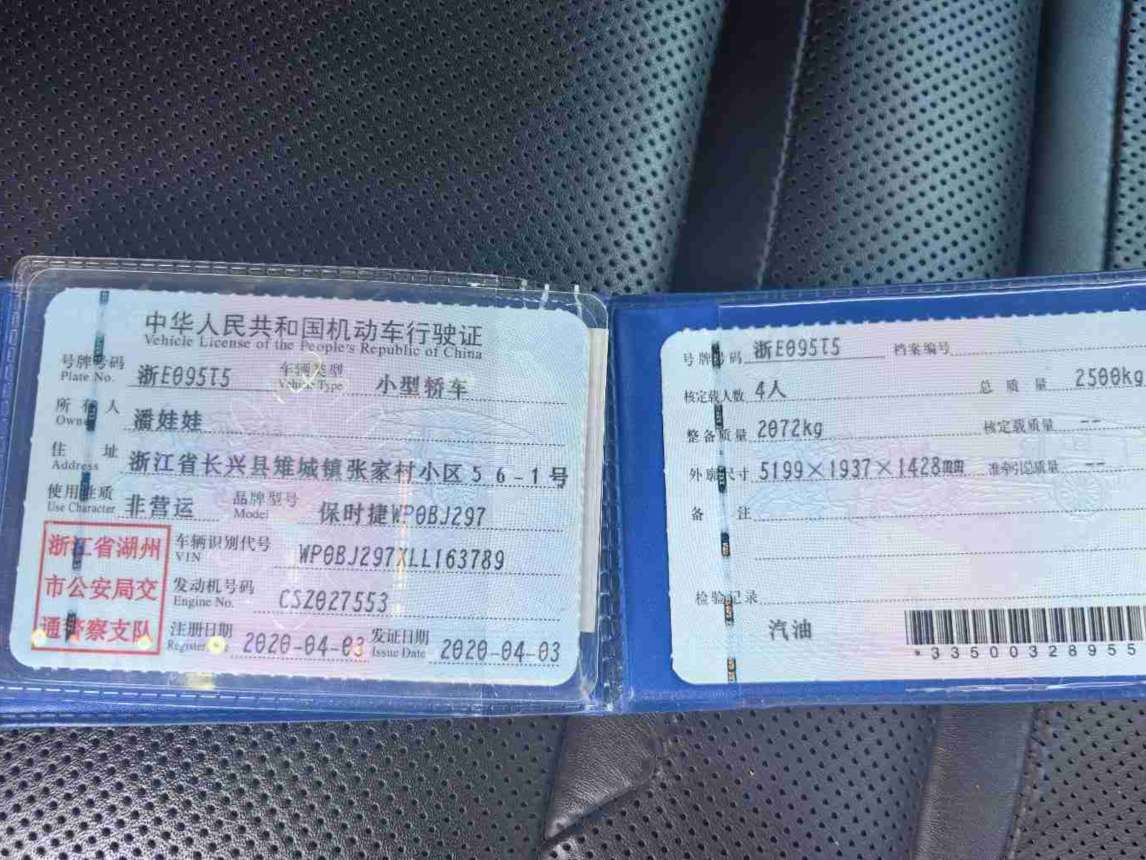 中华人民共和国机动车行驶证
Vehicle License of the People's Republic of China
号牌号码 浙E095T5 车辆类型 小型轿车
Plate No. Vehicle Type
所有人 潘娃娃
Owner
住址 浙江省长兴县雉城镇张家村小区56-1号
Address
使用性质 非营运 品牌型号 保时捷WP0BJ297
Use Character Model
浙江省湖州
市公安局交
通警察支队
车辆识别代号 WP0BJ297XLL163789
VIN
发动机号码 CSZ027553
Engine No.
注册日期 2020-04-03 发证日期 2020-04-03
Register Issue Date
号牌号码 浙E095T5 档案编号
核定载人数 4人 总质量 2500kg
整备质量 2072kg 核定载质量 --
外廓尺寸 5199×1937×1428mm 准牵引总质量 --
备注
检验记录
汽油
*33500328955